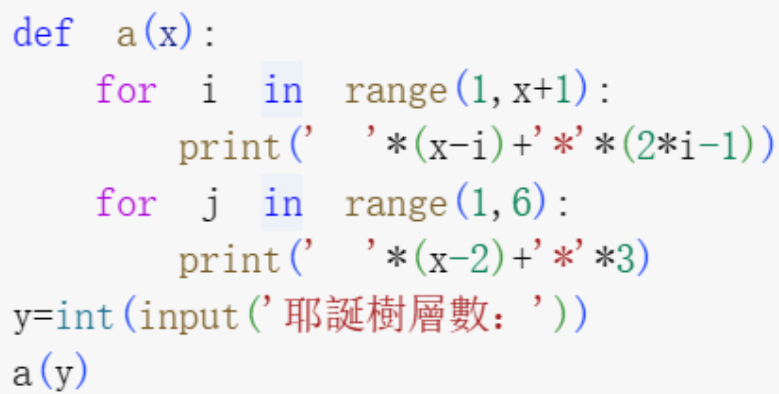 def a(x):
    for i in range(1,x+1):
        print(' '*(x-i)+'*'*(2*i-1))
    for j in range(1,6):
        print(' '*(x-2)+'*'*3)
y=int(input('耶誕樹層數：'))
a(y)